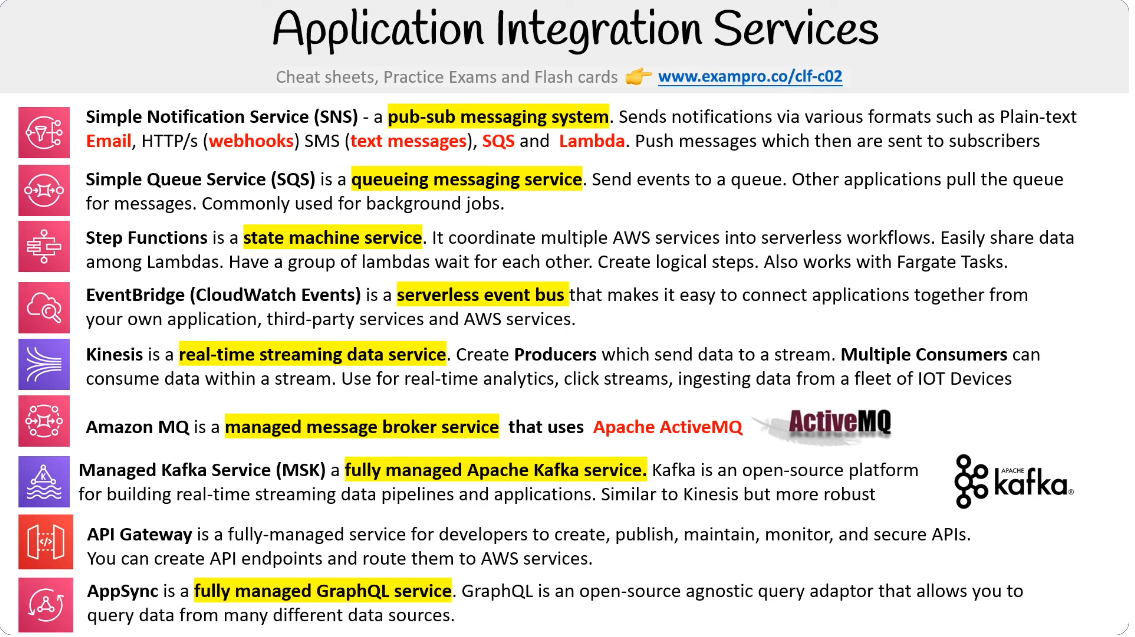 Application Integration Services
Cheat sheets, Practice Exams and Flash cards 👉 www.exampro.co/clf-c02
Simple Notification Service (SNS) - a pub-sub messaging system. Sends notifications via various formats such as Plain-text
Email, HTTP/s (webhooks) SMS (text messages), SQS and Lambda. Push messages which then are sent to subscribers
Simple Queue Service (SQS) is a queueing messaging service. Send events to a queue. Other applications pull the queue
for messages. Commonly used for background jobs.
Step Functions is a state machine service. It coordinate multiple AWS services into serverless workflows. Easily share data
among Lambdas. Have a group of lambdas wait for each other. Create logical steps. Also works with Fargate Tasks.
EventBridge (CloudWatch Events) is a serverless event bus that makes it easy to connect applications together from
your own application, third-party services and AWS services.
Kinesis is a real-time streaming data service. Create Producers which send data to a stream. Multiple Consumers can
consume data within a stream. Use for real-time analytics, click streams, ingesting data from a fleet of IOT Devices
Amazon MQ is a managed message broker service that uses Apache ActiveMQ
ActiveMQ
Managed Kafka Service (MSK) a fully managed Apache Kafka service. Kafka is an open-source platform
for building real-time streaming data pipelines and applications. Similar to Kinesis but more robust
APACHE
kafka®
API Gateway is a fully-managed service for developers to create, publish, maintain, monitor, and secure APIs.
You can create API endpoints and route them to AWS services.
AppSync is a fully managed GraphQL service. GraphQL is an open-source agnostic query adaptor that allows you to
query data from many different data sources.